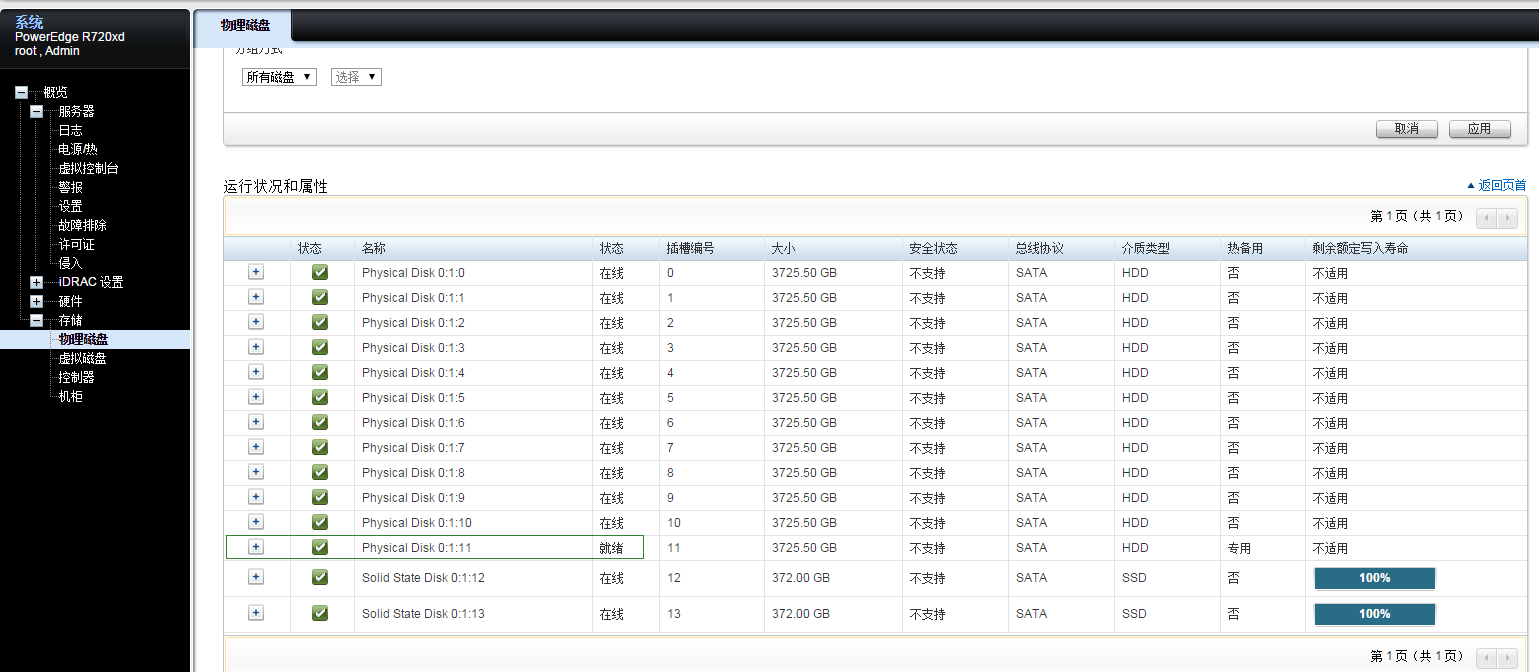 系统
PowerEdge R720xd
root , Admin
概览
服务器
日志
电源/热
虚拟控制台
警报
设置
故障排除
许可证
侵入
iDRAC 设置
硬件
存储
物理磁盘
虚拟磁盘
控制器
机柜
物理磁盘
分组方式
所有磁盘 选择
取消 应用
运行状况和属性 返回页首
第 1 页（共 1 页）
状态 名称 状态 插槽编号 大小 安全状态 总线协议 介质类型 热备用 剩余额定写入寿命
Physical Disk 0:1:0 在线 0 3725.50 GB 不支持 SATA HDD 否 不适用
Physical Disk 0:1:1 在线 1 3725.50 GB 不支持 SATA HDD 否 不适用
Physical Disk 0:1:2 在线 2 3725.50 GB 不支持 SATA HDD 否 不适用
Physical Disk 0:1:3 在线 3 3725.50 GB 不支持 SATA HDD 否 不适用
Physical Disk 0:1:4 在线 4 3725.50 GB 不支持 SATA HDD 否 不适用
Physical Disk 0:1:5 在线 5 3725.50 GB 不支持 SATA HDD 否 不适用
Physical Disk 0:1:6 在线 6 3725.50 GB 不支持 SATA HDD 否 不适用
Physical Disk 0:1:7 在线 7 3725.50 GB 不支持 SATA HDD 否 不适用
Physical Disk 0:1:8 在线 8 3725.50 GB 不支持 SATA HDD 否 不适用
Physical Disk 0:1:9 在线 9 3725.50 GB 不支持 SATA HDD 否 不适用
Physical Disk 0:1:10 在线 10 3725.50 GB 不支持 SATA HDD 否 不适用
Physical Disk 0:1:11 就绪 11 3725.50 GB 不支持 SATA HDD 专用 不适用
Solid State Disk 0:1:12 在线 12 372.00 GB 不支持 SATA SSD 否 100%
Solid State Disk 0:1:13 在线 13 372.00 GB 不支持 SATA SSD 否 100%
第 1 页（共 1 页）